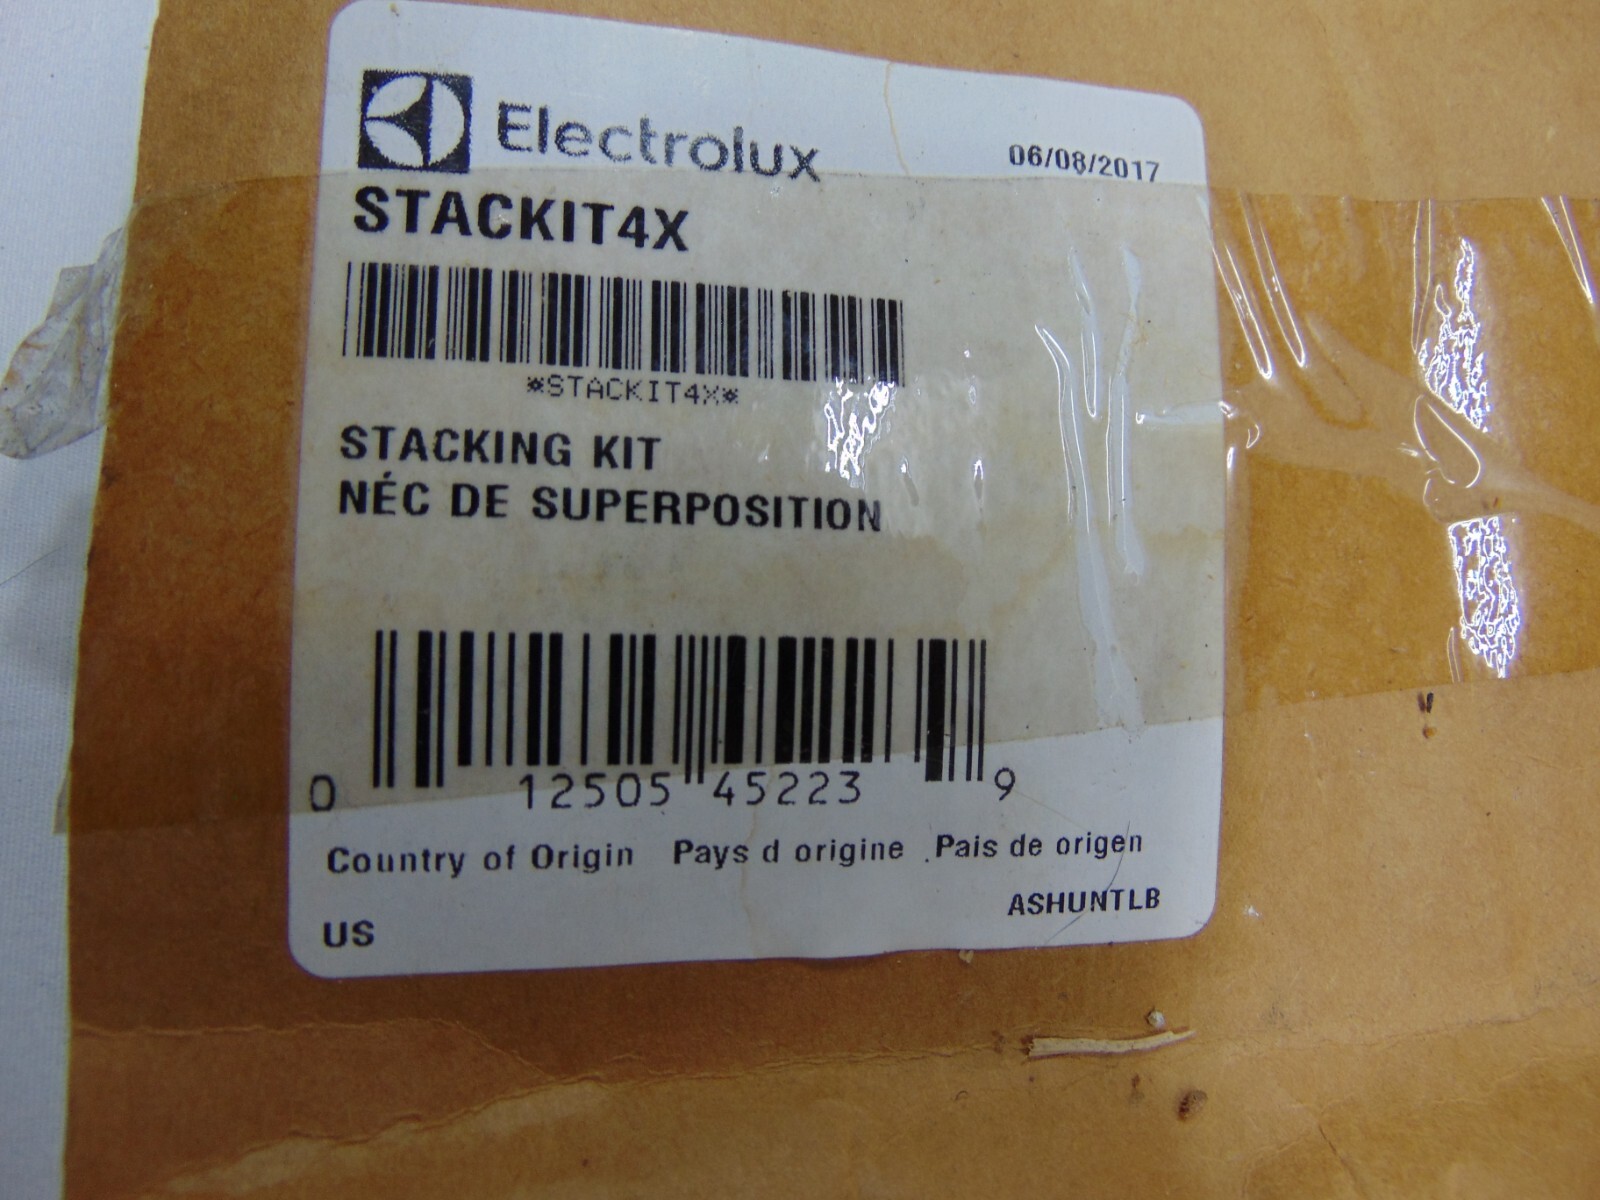 Electrolux
06/08/2017
STACKIT4X
*STACKIT4X*
STACKING KIT
NÉC DE SUPERPOSITION
0 12505 45223 9
Country of Origin Pays d origine Pais de origen
ASHUNTLB
US